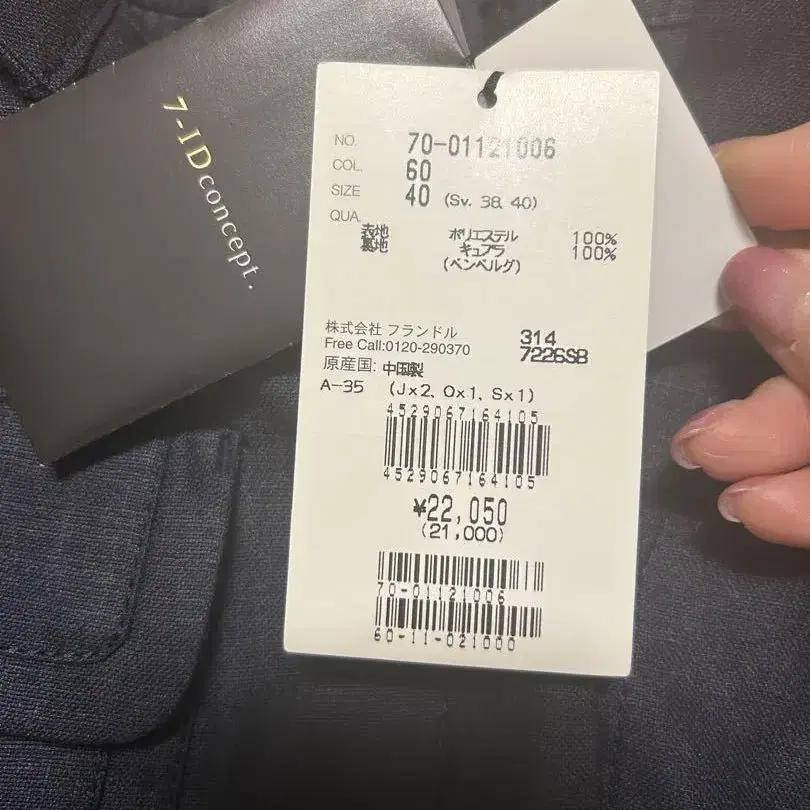 7-IDconcept.
NO. 70-01121006
COL. 60
SIZE 40 (Sv. 38, 40)
QUA.
表地 ポリエステル 100%
裏地 キュプラ 100%
(ベンベルグ)
株式会社 フランドル 314
Free Call:0120-290370 7226SB
原産国: 中国製
A-35 (J×2、O×1、S×1)
4529067164105
4529067164105
¥22,050
(21,000)
70-01121006
60-11-021000